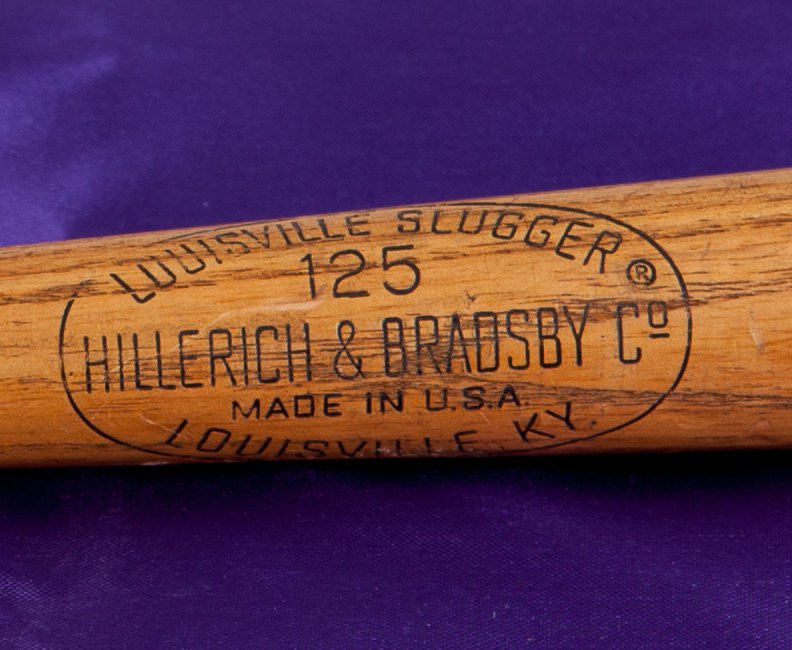 LOUISVILLE SLUGGER®
125
HILLERICH & BRADSBY Cº
MADE IN U.S.A.
LOUISVILLE KY.